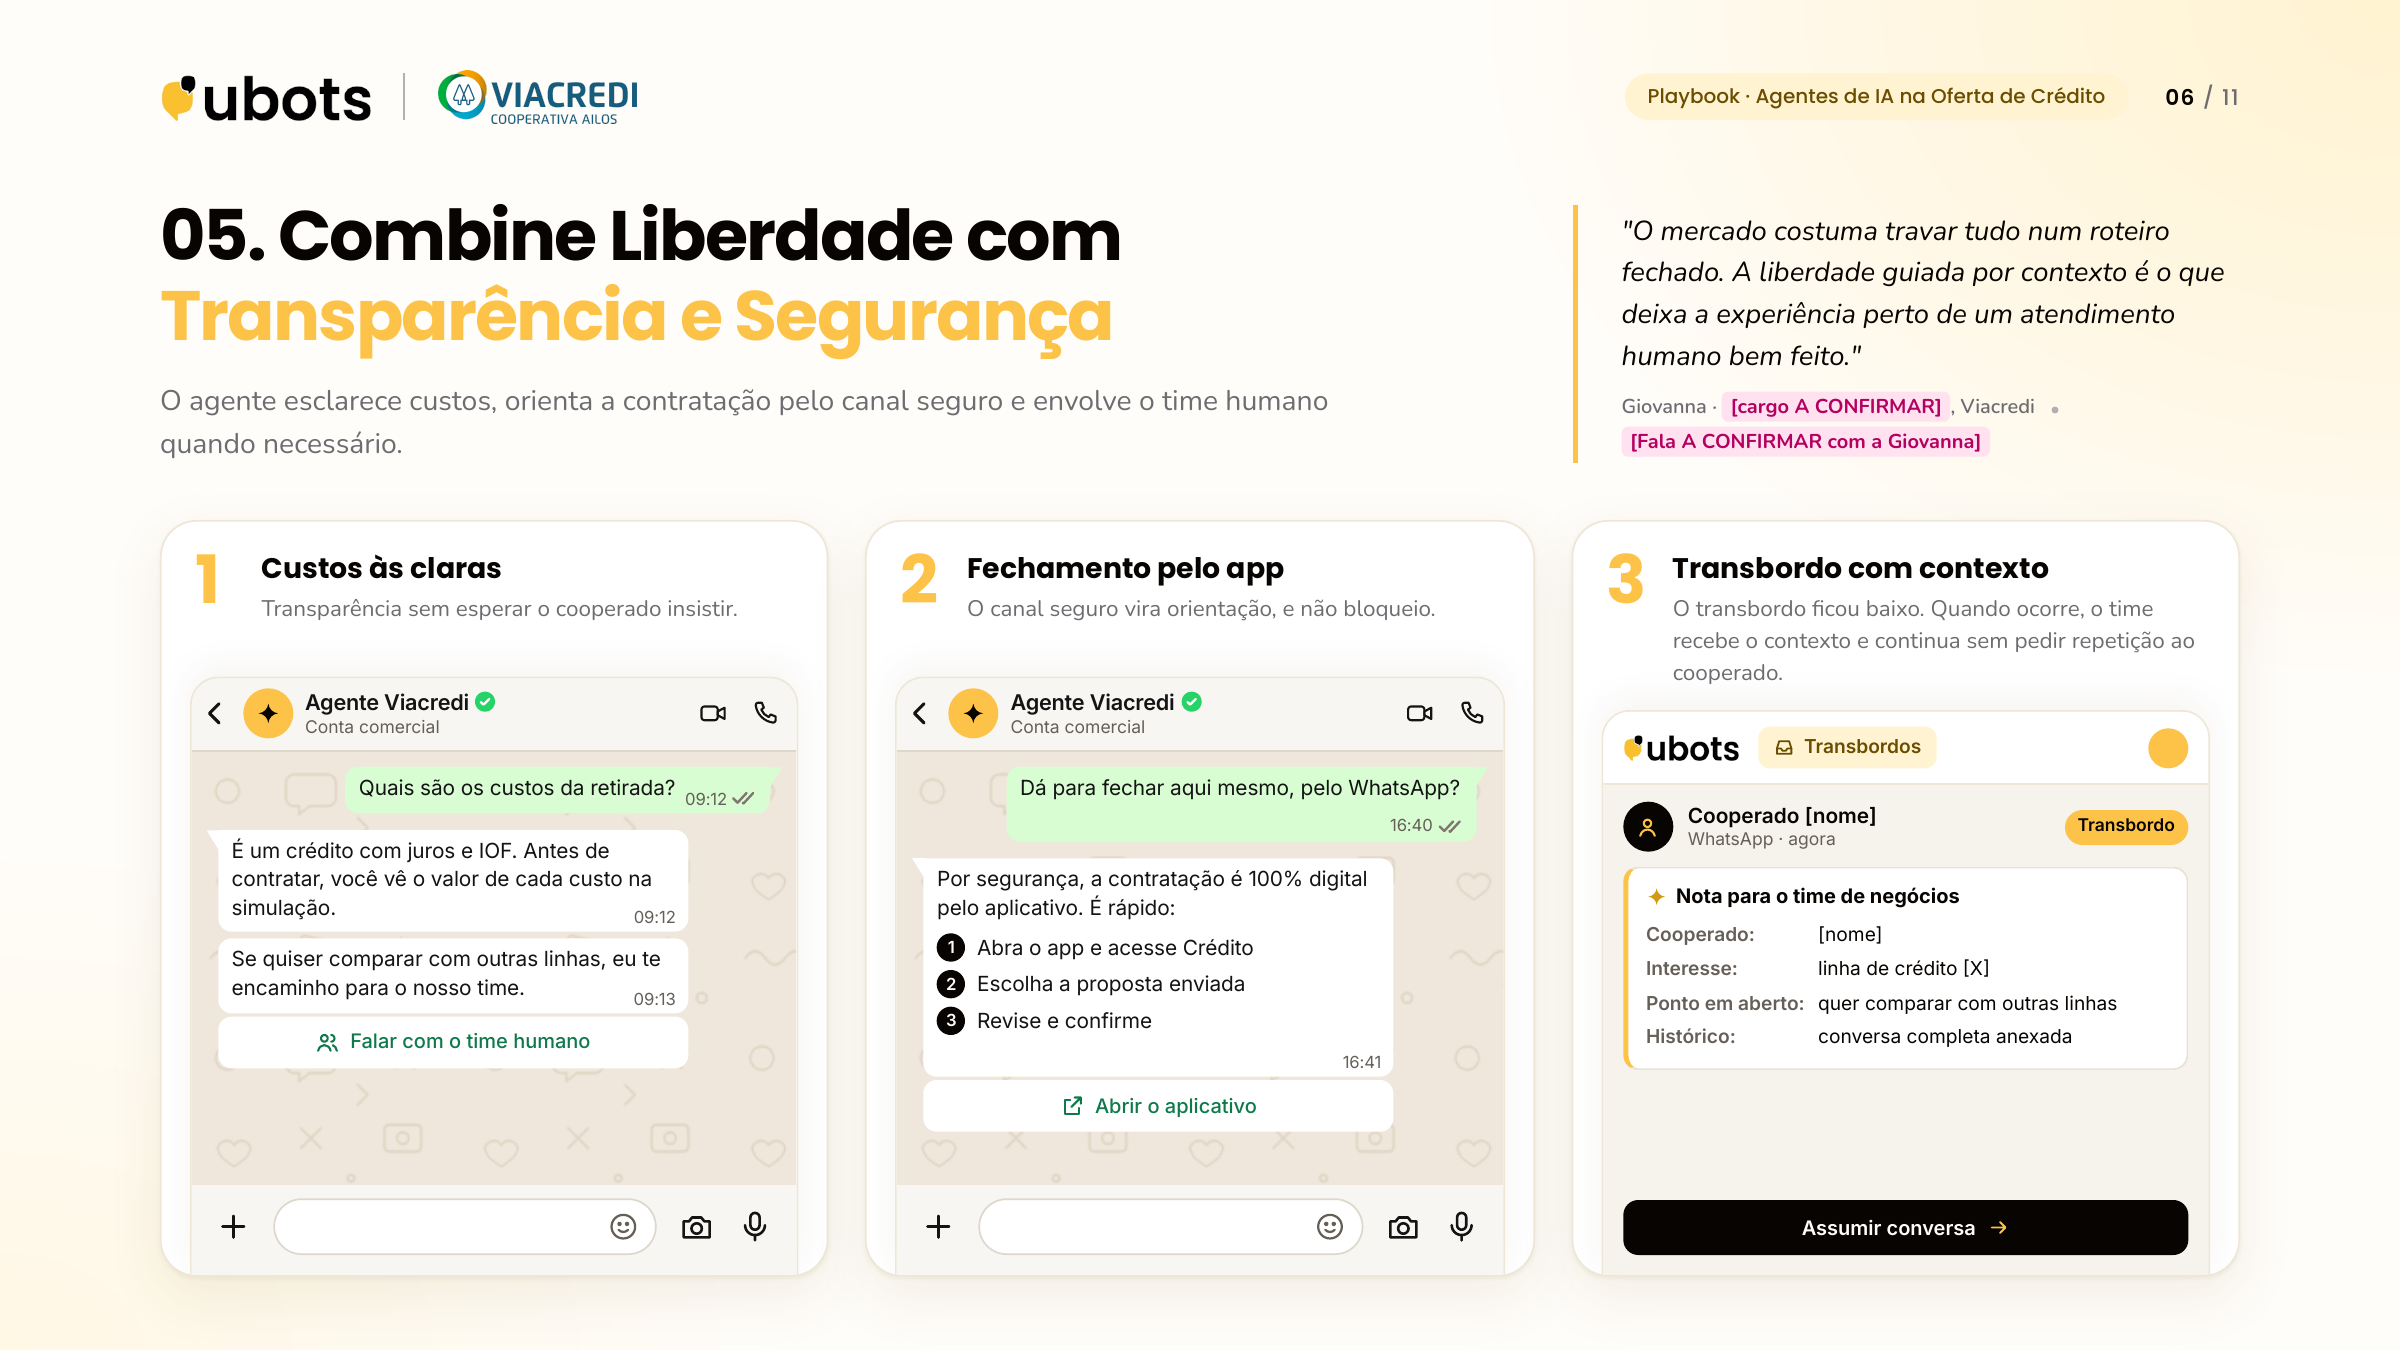 ubots
VIACREDI
COOPERATIVA AILOS
Playbook · Agentes de IA na Oferta de Crédito
06 / 11
05. Combine Liberdade com
Transparência e Segurança
O agente esclarece custos, orienta a contratação pelo canal seguro e envolve o time humano
quando necessário.
"O mercado costuma travar tudo num roteiro
fechado. A liberdade guiada por contexto é o que
deixa a experiência perto de um atendimento
humano bem feito."
Giovanna · [cargo A CONFIRMAR], Viacredi •
[Fala A CONFIRMAR com a Giovanna]
1
Custos às claras
Transparência sem esperar o cooperado insistir.
Agente Viacredi
Conta comercial
Quais são os custos da retirada?
09:12
É um crédito com juros e IOF. Antes de
contratar, você vê o valor de cada custo na
simulação.
09:12
Se quiser comparar com outras linhas, eu te
encaminho para o nosso time.
09:13
Falar com o time humano
2
Fechamento pelo app
O canal seguro vira orientação, e não bloqueio.
Agente Viacredi
Conta comercial
Dá para fechar aqui mesmo, pelo WhatsApp?
16:40
Por segurança, a contratação é 100% digital
pelo aplicativo. É rápido:
1 Abra o app e acesse Crédito
2 Escolha a proposta enviada
3 Revise e confirme
16:41
Abrir o aplicativo
3
Transbordo com contexto
O transbordo ficou baixo. Quando ocorre, o time
recebe o contexto e continua sem pedir repetição ao
cooperado.
ubots
Transbordos
Cooperado [nome]
WhatsApp · agora
Transbordo
Nota para o time de negócios
Cooperado: [nome]
Interesse: linha de crédito [X]
Ponto em aberto: quer comparar com outras linhas
Histórico: conversa completa anexada
Assumir conversa →